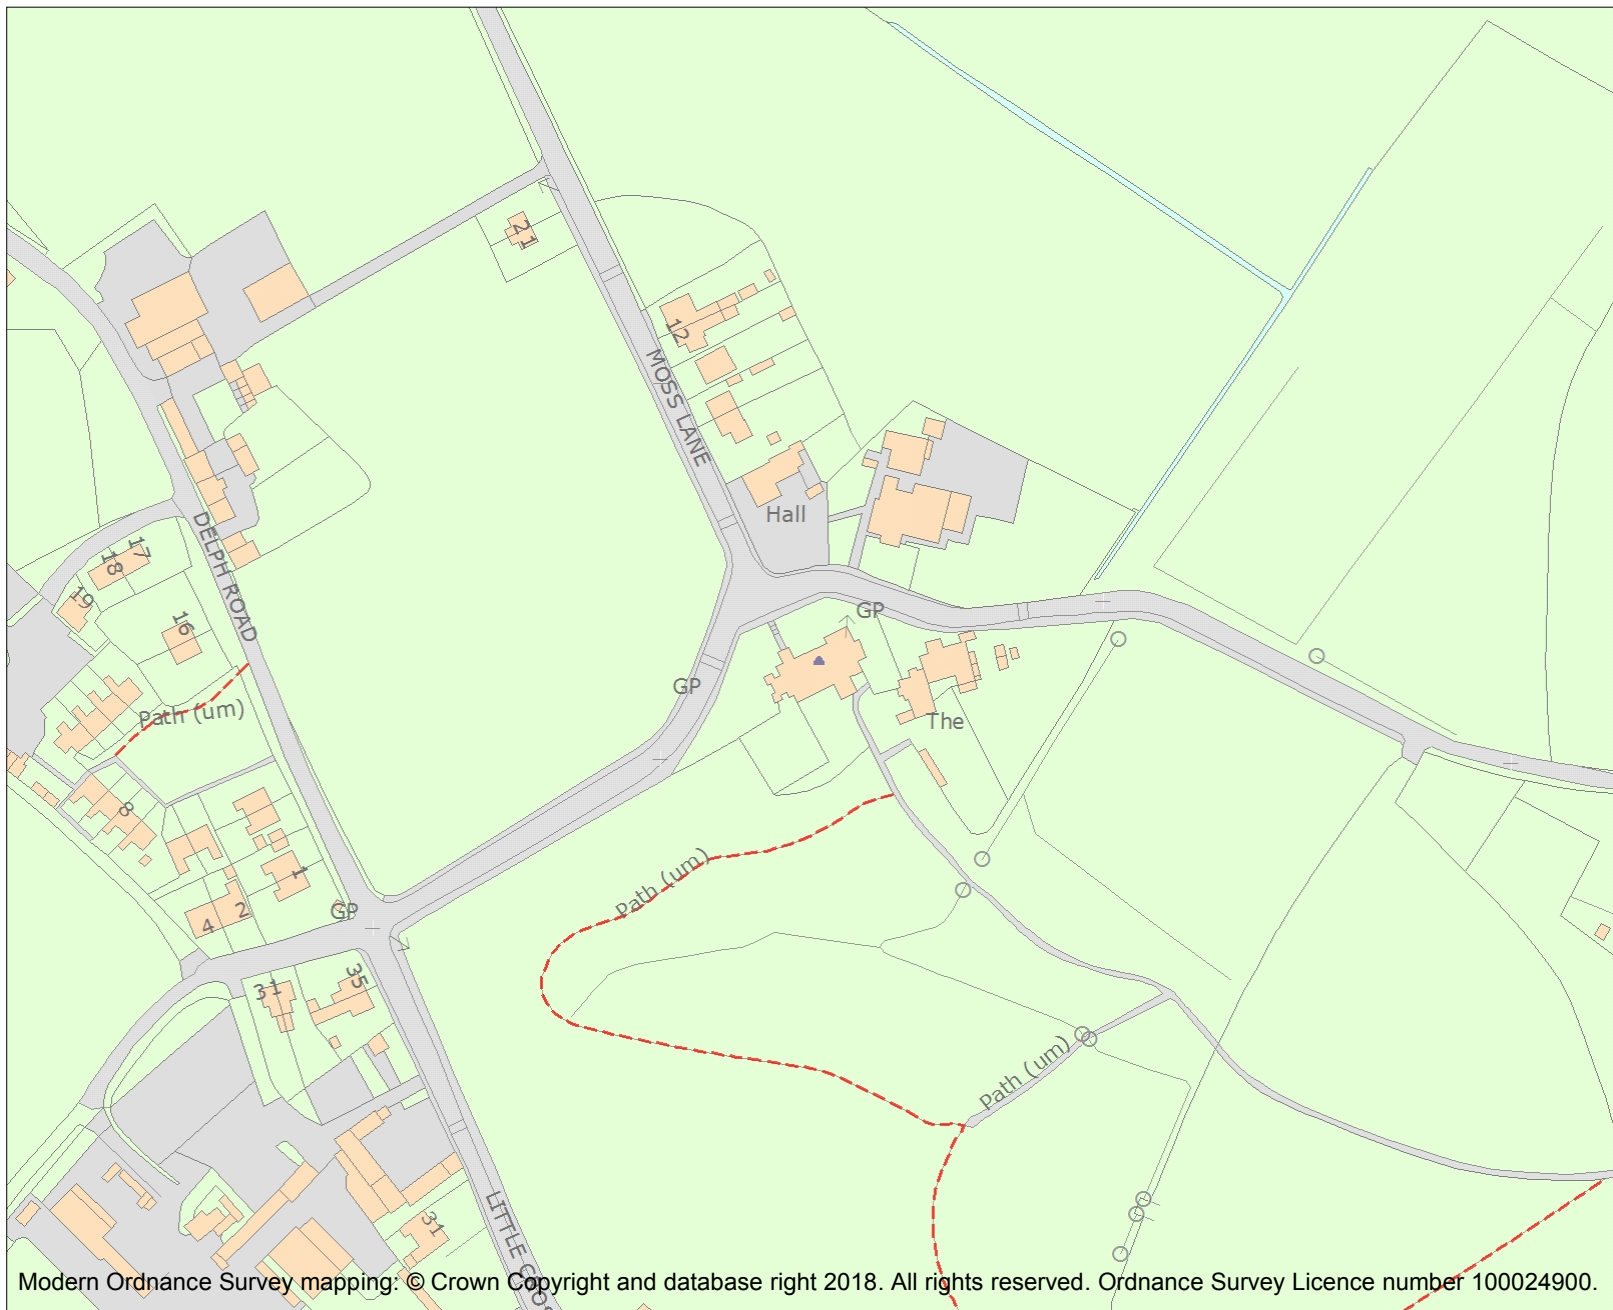 21
12
MOSS LANE
Hall
17
18
DELPH ROAD
19
16
GP
GP
Path (um)
The
8
1
Path (um)
GP
2
4
31
35
Path (um)
31
LITTLE
Modern Ordnance Survey mapping: © Crown Copyright and database right 2018. All rights reserved. Ordnance Survey Licence number 100024900.